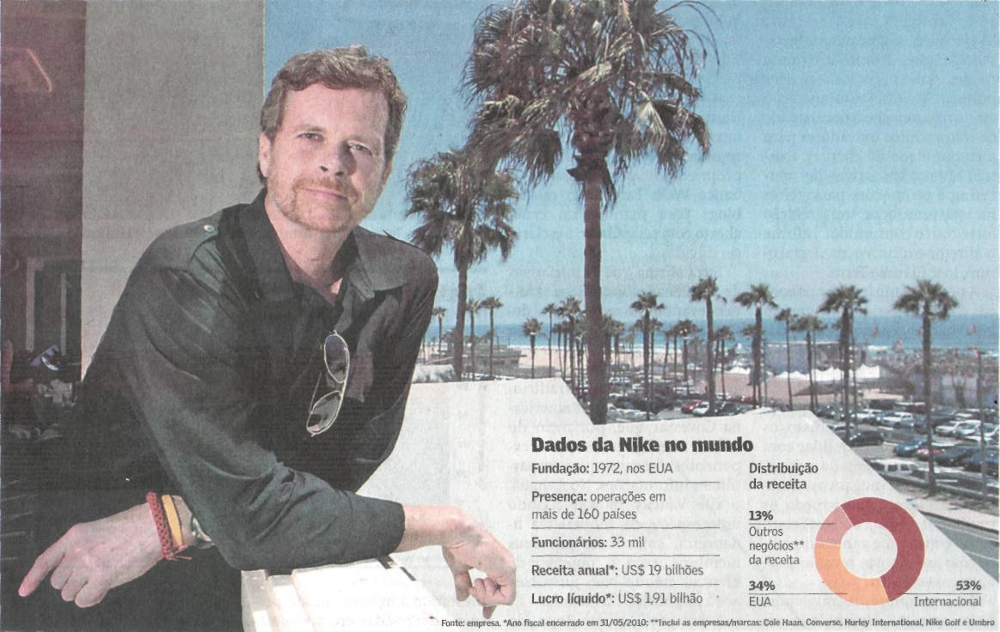 Dados da Nike no mundo
Fundação: 1972, nos EUA
Presença: operações em
mais de 160 países
Funcionários: 33 mil
Receita anual*: US$ 19 bilhões
Lucro líquido*: US$ 1,91 bilhão
Distribuição
da receita
13%
Outros
negócios**
da receita
34%
EUA
53%
Internacional
Fonte: empresa. *Ano fiscal encerrado em 31/05/2010; **Inclui as empresas/marcas: Cole Haan, Converse, Hurley International, Nike Golf e Umbro